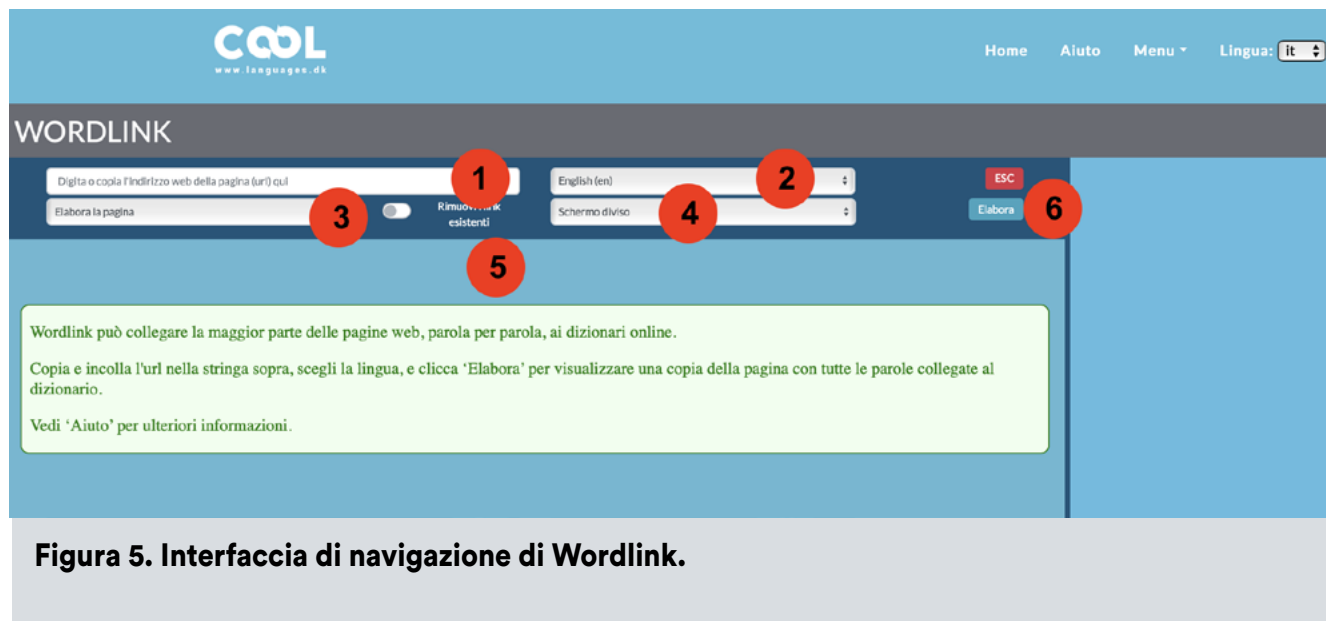 COOL
www.languages.dk
Home Aiuto Menu Lingua: it
WORDLINK
Digita o copia l'indirizzo web della pagina (url) qui
1
English (en)
2
ESC
Elabora la pagina
3
esistenti
Schermo diviso
4
Elabora
6
5
Wordlink può collegare la maggior parte delle pagine web, parola per parola, ai dizionari online.
Copia e incolla l'url nella stringa sopra, scegli la lingua, e clicca ‘Elabora’ per visualizzare una copia della pagina con tutte le parole collegate al
dizionario.
Vedi ‘Aiuto’ per ulteriori informazioni.
Figura 5. Interfaccia di navigazione di Wordlink.